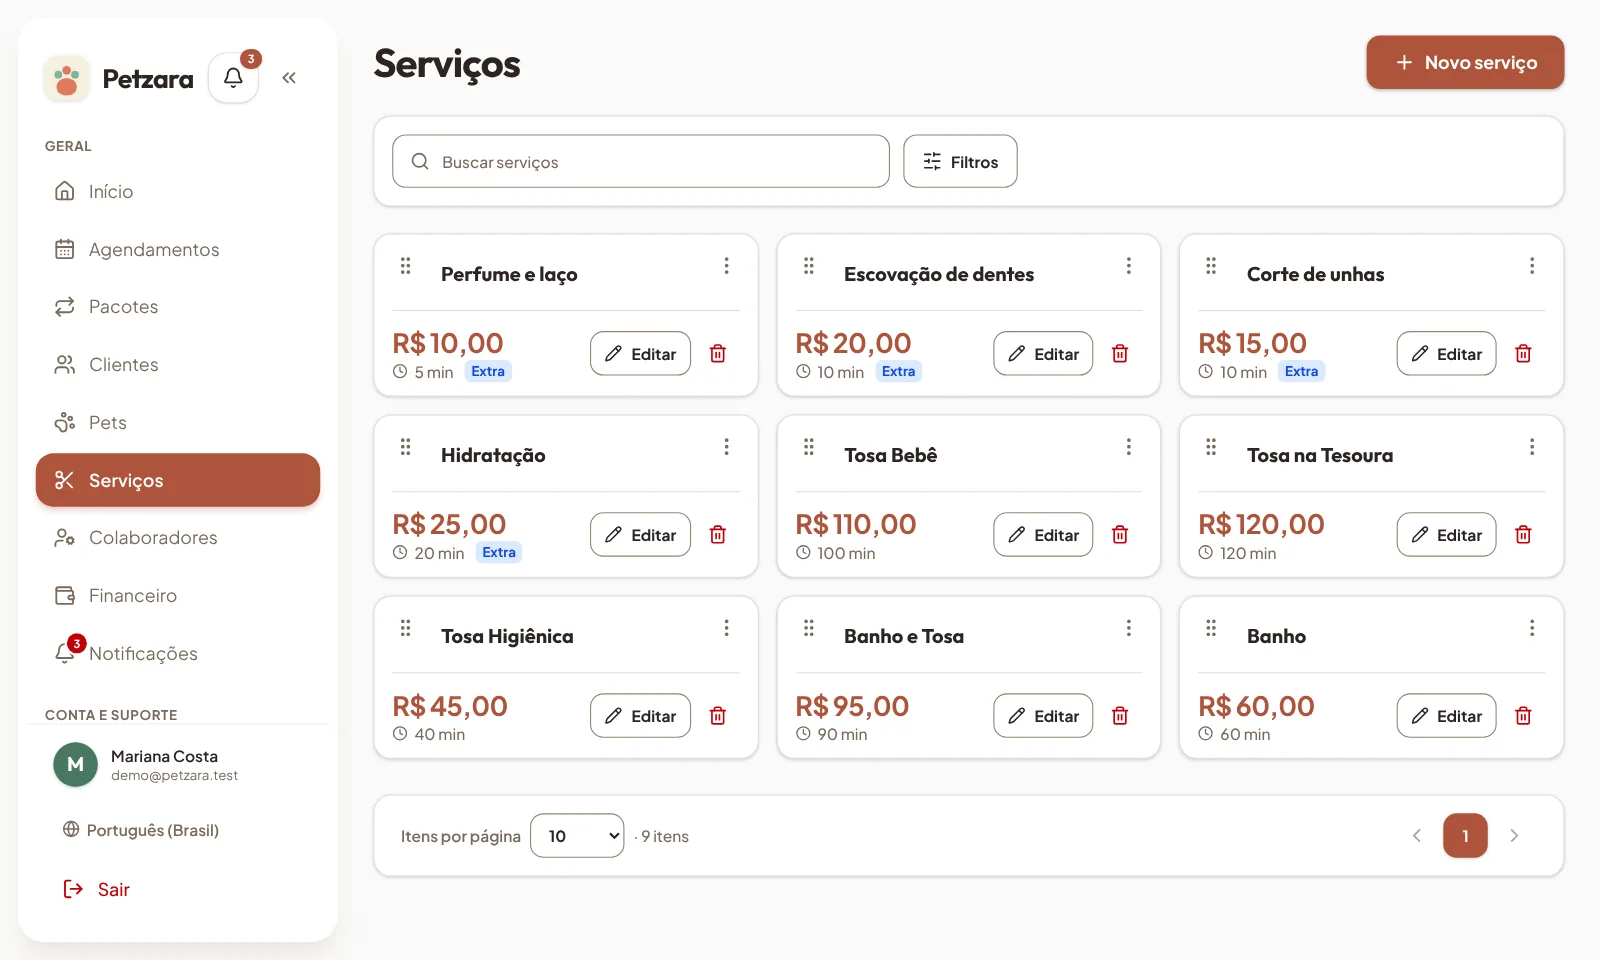 Petzara
3
GERAL
Início
Agendamentos
Pacotes
Clientes
Pets
Serviços
Colaboradores
Financeiro
3
Notificações
CONTA E SUPORTE
M
Mariana Costa
demo@petzara.test
Português (Brasil)
Sair
Serviços
Novo serviço
Buscar serviços
Filtros
Perfume e laço
R$ 10,00
5 min Extra
Editar
Escovação de dentes
R$ 20,00
10 min Extra
Editar
Corte de unhas
R$ 15,00
10 min Extra
Editar
Hidratação
R$ 25,00
20 min Extra
Editar
Tosa Bebê
R$ 110,00
100 min
Editar
Tosa na Tesoura
R$ 120,00
120 min
Editar
Tosa Higiênica
R$ 45,00
40 min
Editar
Banho e Tosa
R$ 95,00
90 min
Editar
Banho
R$ 60,00
60 min
Editar
Itens por página 10 · 9 itens
1